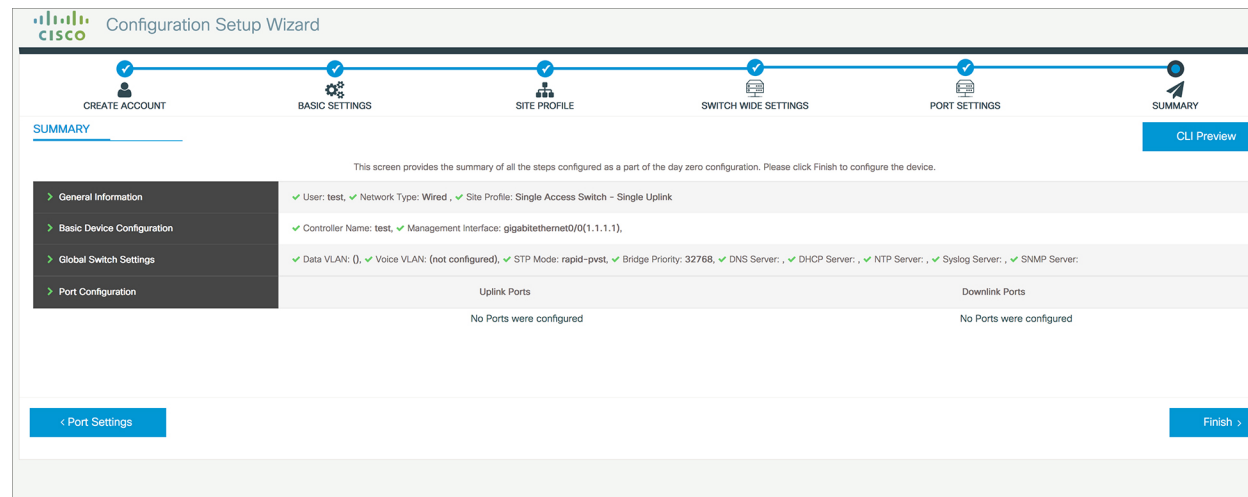 CISCO Configuration Setup Wizard
CREATE ACCOUNT BASIC SETTINGS SITE PROFILE SWITCH WIDE SETTINGS PORT SETTINGS SUMMARY
SUMMARY
CLI Preview
This screen provides the summary of all the steps configured as a part of the day zero configuration. Please click Finish to configure the device.
> General Information ✓ User: test, ✓ Network Type: Wired , ✓ Site Profile: Single Access Switch - Single Uplink
> Basic Device Configuration ✓ Controller Name: test, ✓ Management Interface: gigabitethernet0/0(1.1.1.1),
> Global Switch Settings ✓ Data VLAN: (), ✓ Voice VLAN: (not configured), ✓ STP Mode: rapid-pvst, ✓ Bridge Priority: 32768, ✓ DNS Server: , ✓ DHCP Server: , ✓ NTP Server: , ✓ Syslog Server: , ✓ SNMP Server:
> Port Configuration Uplink Ports Downlink Ports
No Ports were configured No Ports were configured
< Port Settings Finish >